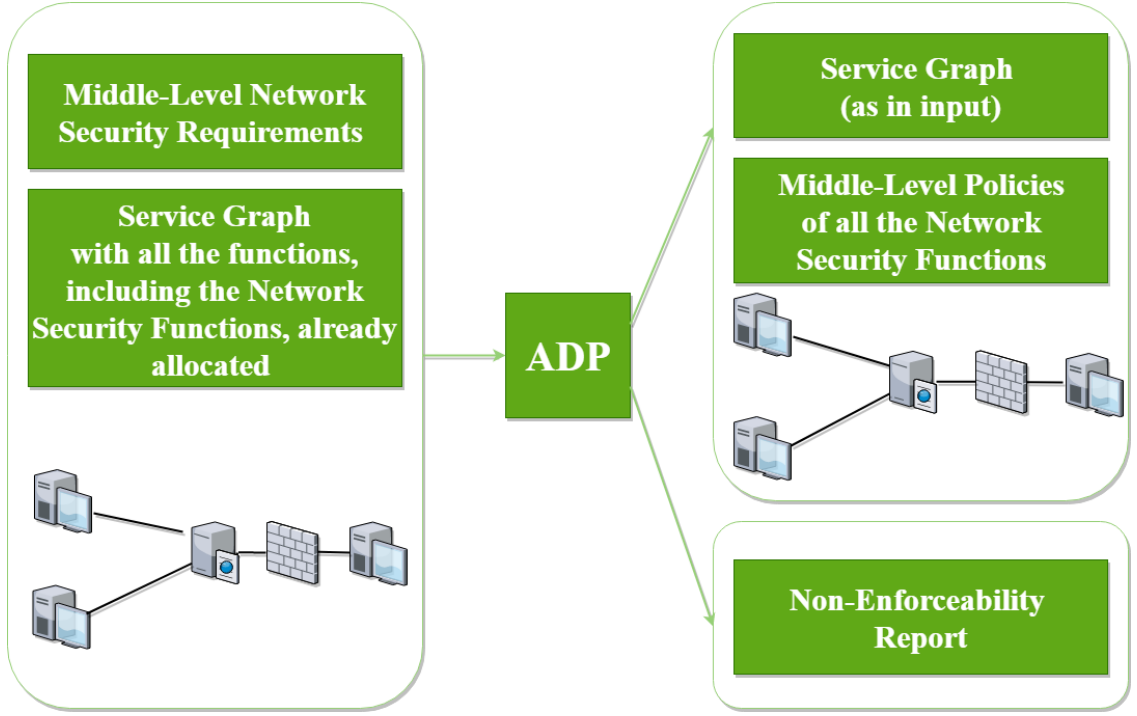 Middle-Level Network
Security Requirements
Service Graph
with all the functions,
including the Network
Security Functions, already
allocated
ADP
Service Graph
(as in input)
Middle-Level Policies
of all the Network
Security Functions
Non-Enforceability
Report